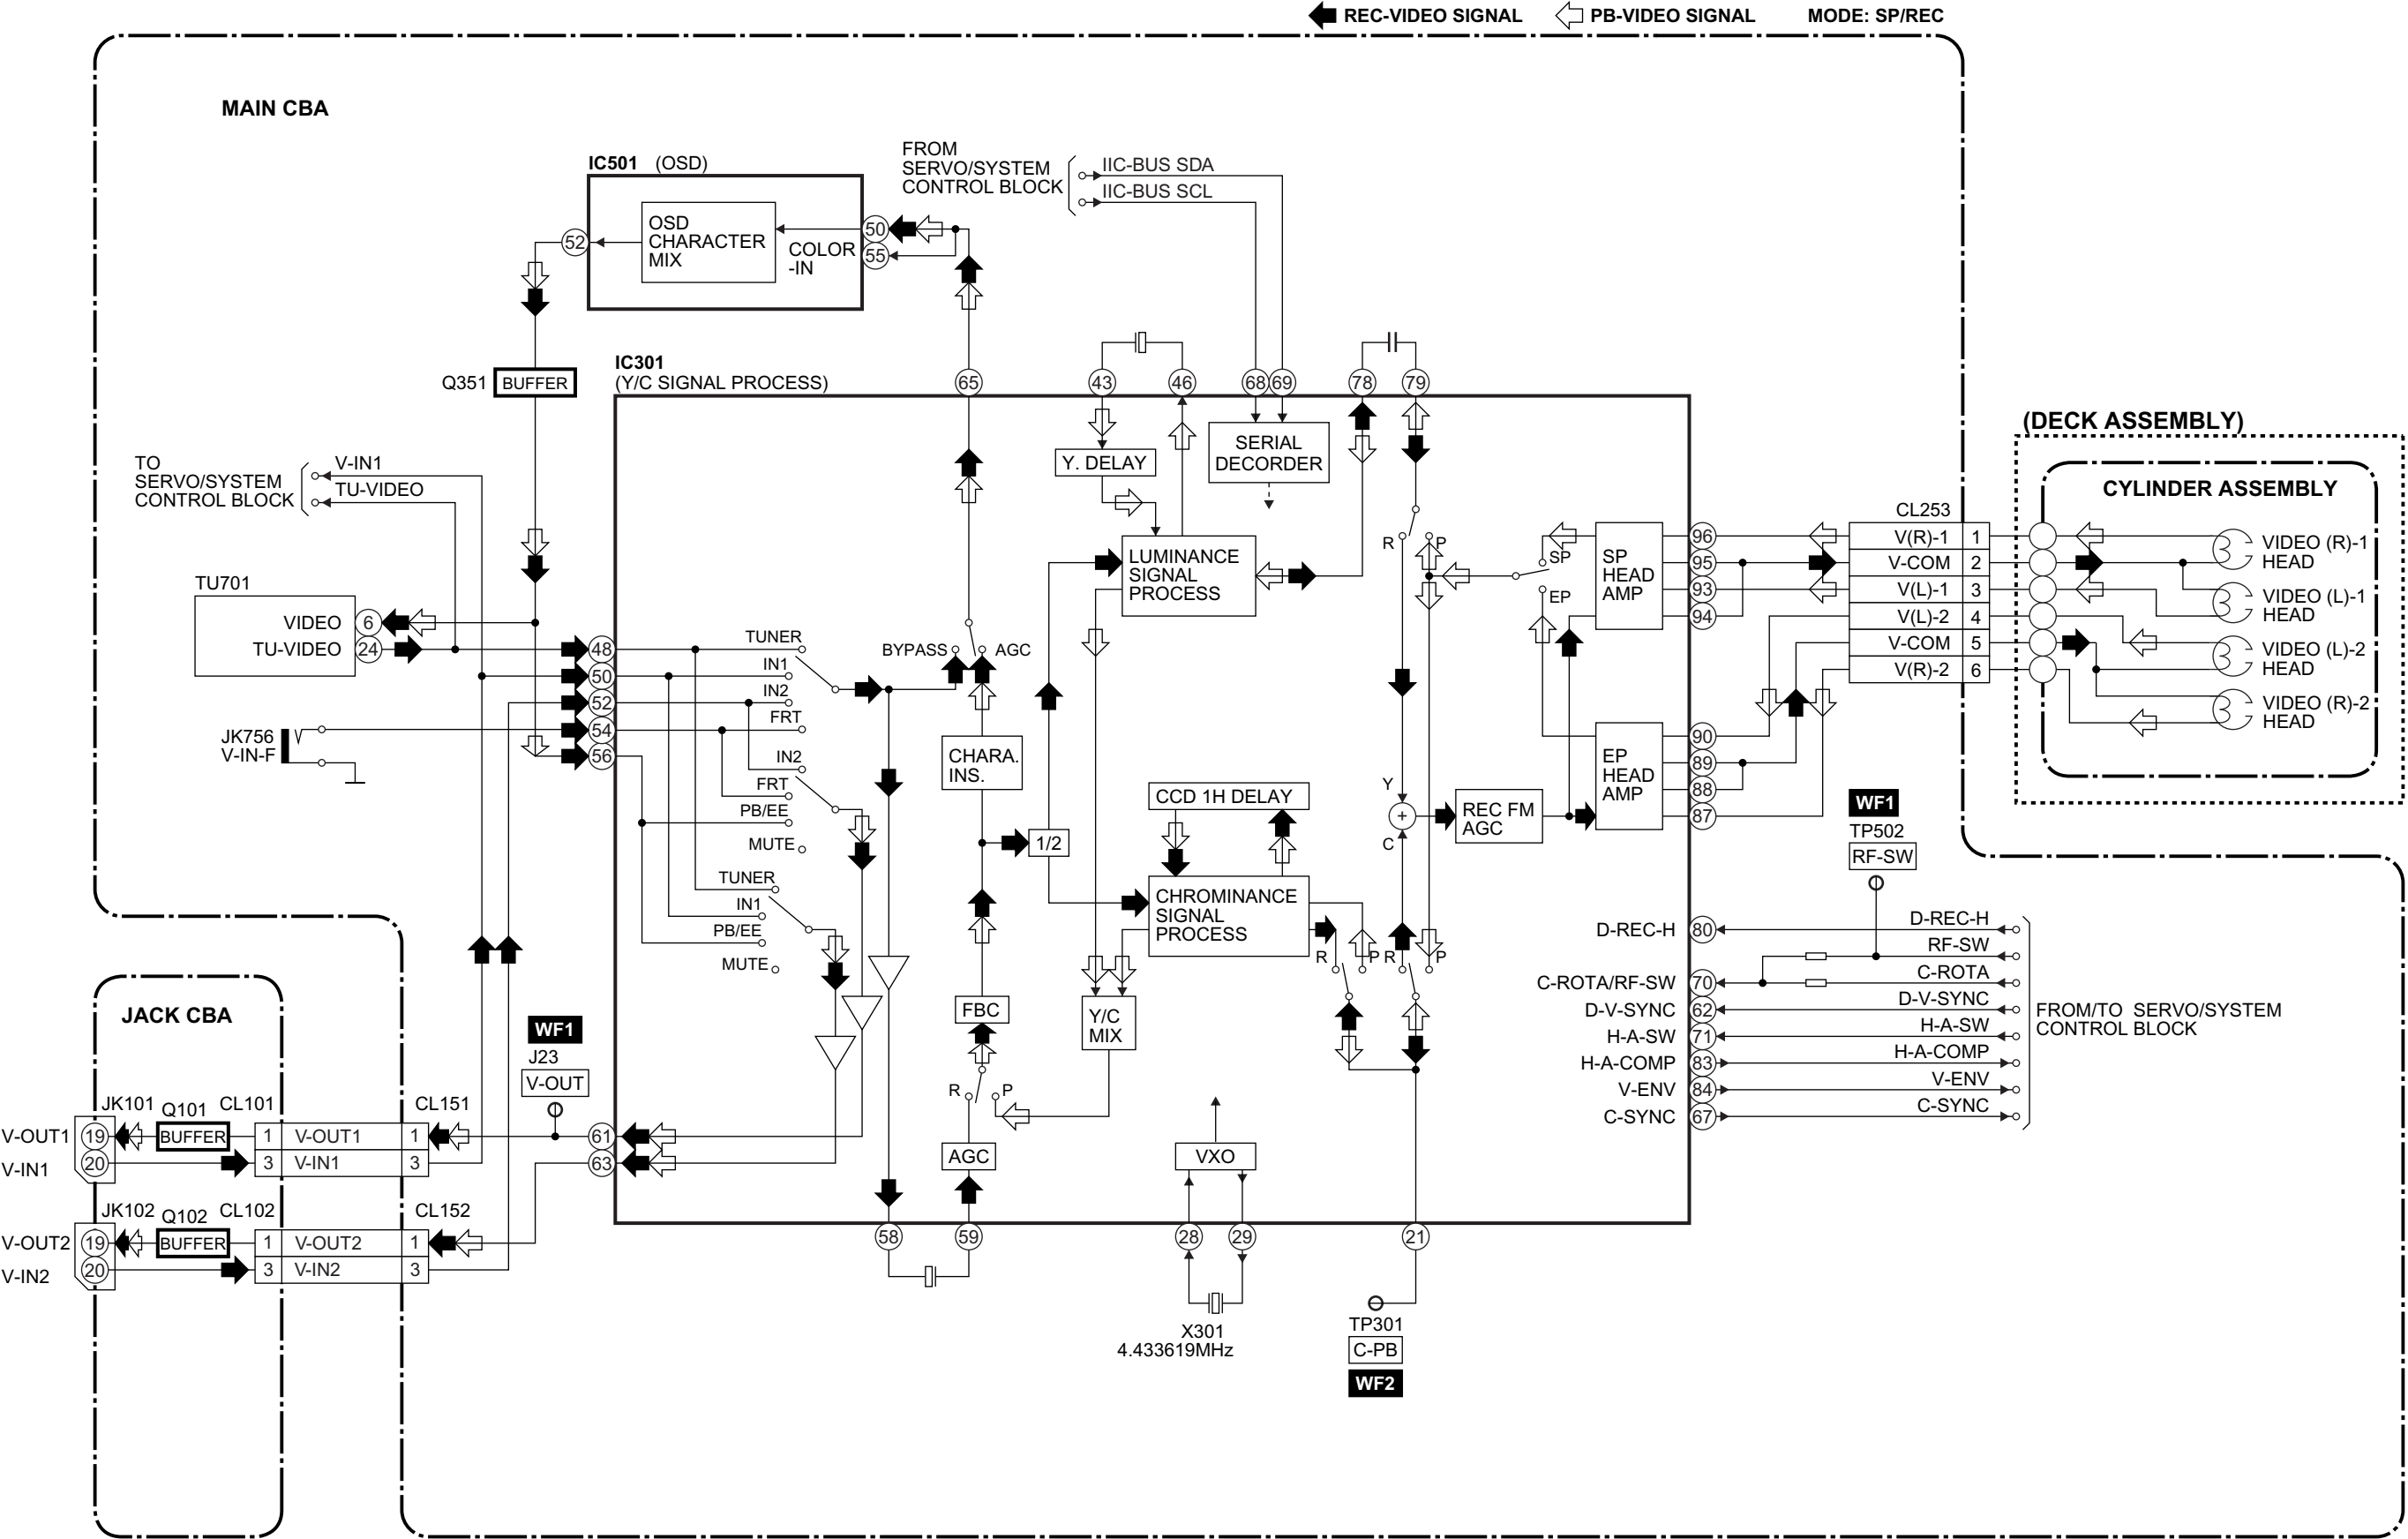 REC-VIDEO SIGNAL PB-VIDEO SIGNAL MODE: SP/REC
MAIN CBA
IC501 (OSD)
OSD
CHARACTER
MIX
COLOR
-IN
52
50
55
FROM
SERVO/SYSTEM
CONTROL BLOCK
IIC-BUS SDA
IIC-BUS SCL
Q351 BUFFER
IC301
(Y/C SIGNAL PROCESS)
65
43
46
68
69
78
79
TO
SERVO/SYSTEM
CONTROL BLOCK
V-IN1
TU-VIDEO
TU701
VIDEO 6
TU-VIDEO 24
JK756
V-IN-F
48
50
52
54
56
TUNER
IN1
IN2
FRT
IN2
FRT
PB/EE
MUTE
TUNER
IN1
PB/EE
MUTE
BYPASS
AGC
CHARA.
INS.
1/2
FBC
R
P
AGC
Y. DELAY
SERIAL
DECORDER
LUMINANCE
SIGNAL
PROCESS
CCD 1H DELAY
CHROMINANCE
SIGNAL
PROCESS
Y/C
MIX
VXO
R
P
SP
EP
Y
+
C
REC FM
AGC
R
P
R
P
SP
HEAD
AMP
EP
HEAD
AMP
96
95
93
94
90
89
88
87
CL253
V(R)-1 1
V-COM 2
V(L)-1 3
V(L)-2 4
V-COM 5
V(R)-2 6
(DECK ASSEMBLY)
CYLINDER ASSEMBLY
VIDEO (R)-1
HEAD
VIDEO (L)-1
HEAD
VIDEO (L)-2
HEAD
VIDEO (R)-2
HEAD
WF1
TP502
RF-SW
D-REC-H 80 D-REC-H
RF-SW
C-ROTA/RF-SW 70 C-ROTA
D-V-SYNC 62 D-V-SYNC
H-A-SW 71 H-A-SW
H-A-COMP 83 H-A-COMP
V-ENV 84 V-ENV
C-SYNC 67 C-SYNC
FROM/TO SERVO/SYSTEM
CONTROL BLOCK
JACK CBA
WF1
J23
V-OUT
JK101 Q101 CL101 CL151
V-OUT1 19 BUFFER 1 V-OUT1 1
V-IN1 20 3 V-IN1 3
61
63
JK102 Q102 CL102 CL152
V-OUT2 19 BUFFER 1 V-OUT2 1
V-IN2 20 3 V-IN2 3
58
59
28
29
21
X301
4.433619MHz
TP301
C-PB
WF2